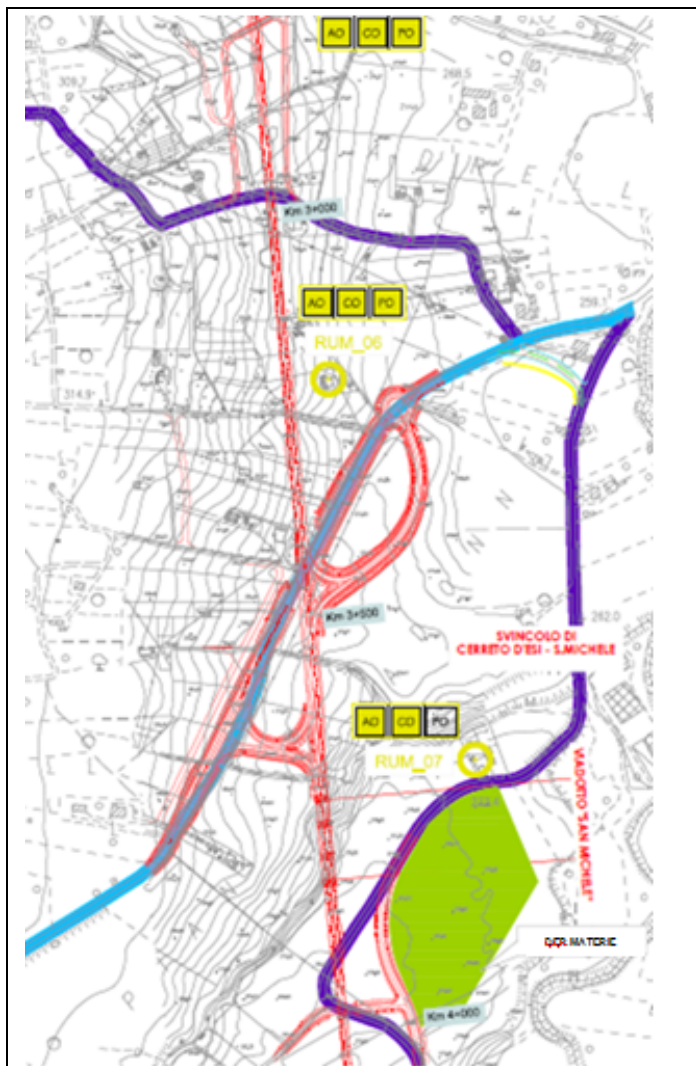 AO CO PO
309.7
268.5
Km 3+000
259.1
AO CO PO
RUM_06
314.9
Km 3+500
262.0
SVINCOLO DI
CERRETO D'ESI - S.MICHELE
AO CO PO
RUM_07
VIADOTTO "SAN MICHELE"
MATERIE
Km 4+000